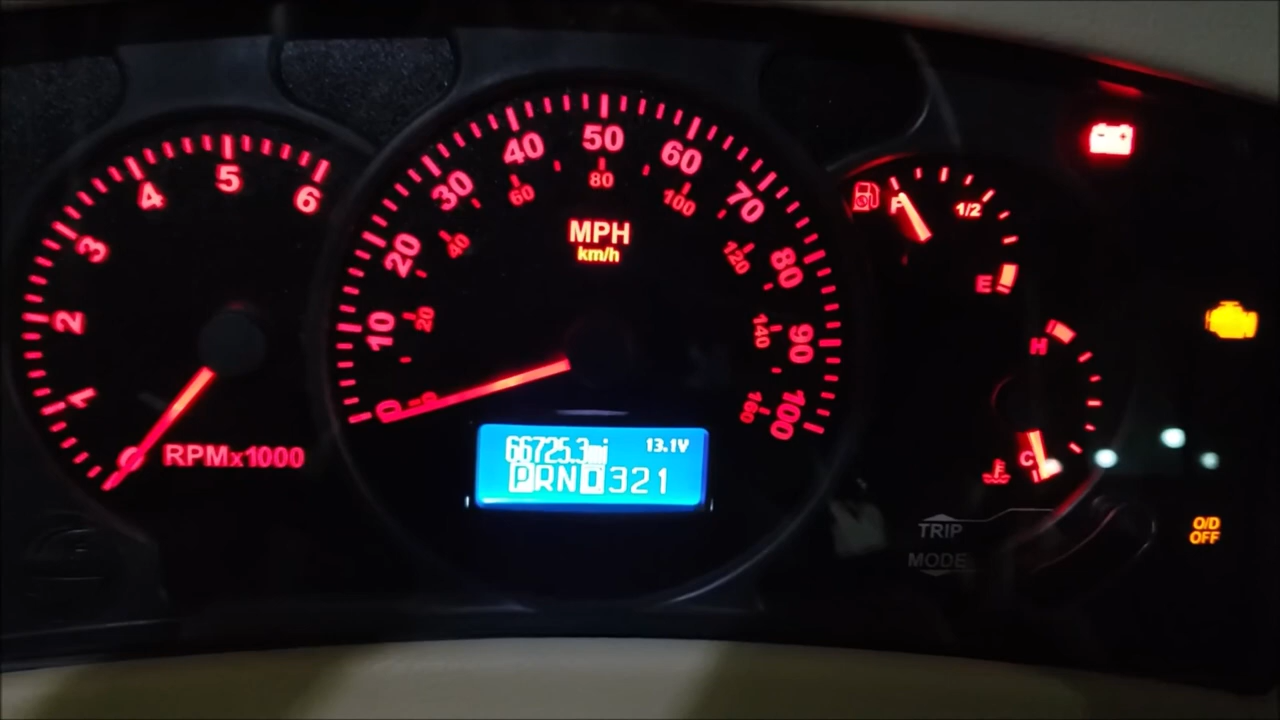 0 1 2 3 4 5 6
RPMx1000
0 10 20 30 40 50 60 70 80 90 100
20 40 60 80 100 120 140 160
MPH
km/h
66725.3mi 13.1V
PRND321
F 1/2 E
H
C
TRIP
MODE
O/D
OFF